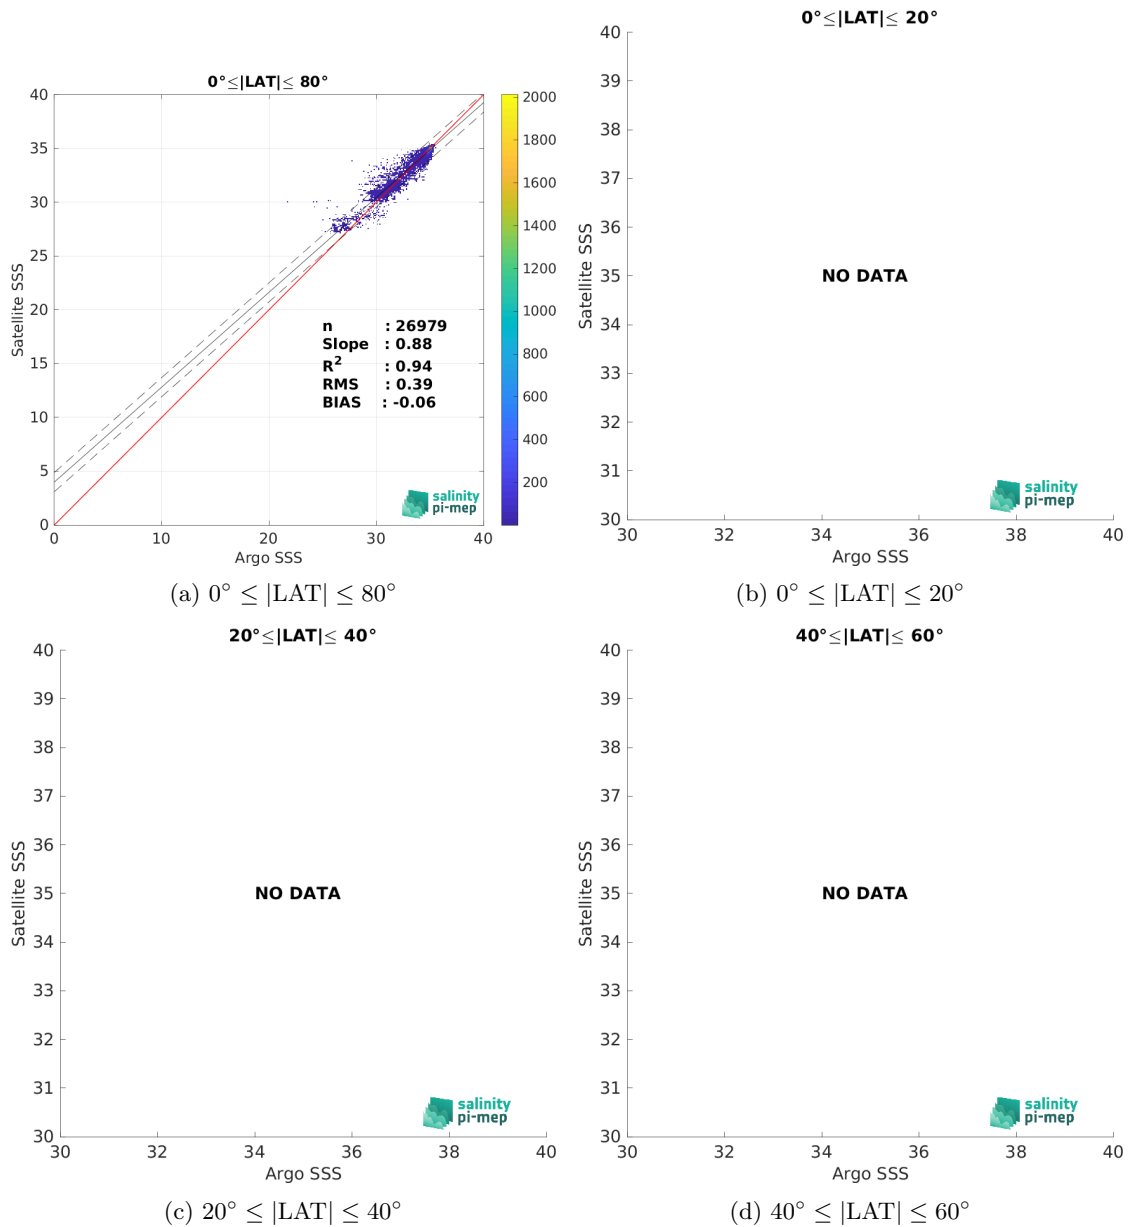 0°≤|LAT|≤ 80°
40
35
30
25
20
15
10
5
0
Satellite SSS
0
10
20
30
40
Argo SSS
2000
1800
1600
1400
1200
1000
800
600
400
200
n : 26979
Slope : 0.88
R² : 0.94
RMS : 0.39
BIAS : -0.06
salinity
pi-mep
(a) 0° ≤ |LAT| ≤ 80°
0°≤|LAT|≤ 20°
40
39
38
37
36
35
34
33
32
31
30
Satellite SSS
NO DATA
30
32
34
36
38
40
Argo SSS
salinity
pi-mep
(b) 0° ≤ |LAT| ≤ 20°
20°≤|LAT|≤ 40°
40
39
38
37
36
35
34
33
32
31
30
Satellite SSS
NO DATA
30
32
34
36
38
40
Argo SSS
salinity
pi-mep
(c) 20° ≤ |LAT| ≤ 40°
40°≤|LAT|≤ 60°
40
39
38
37
36
35
34
33
32
31
30
Satellite SSS
NO DATA
30
32
34
36
38
40
Argo SSS
salinity
pi-mep
(d) 40° ≤ |LAT| ≤ 60°